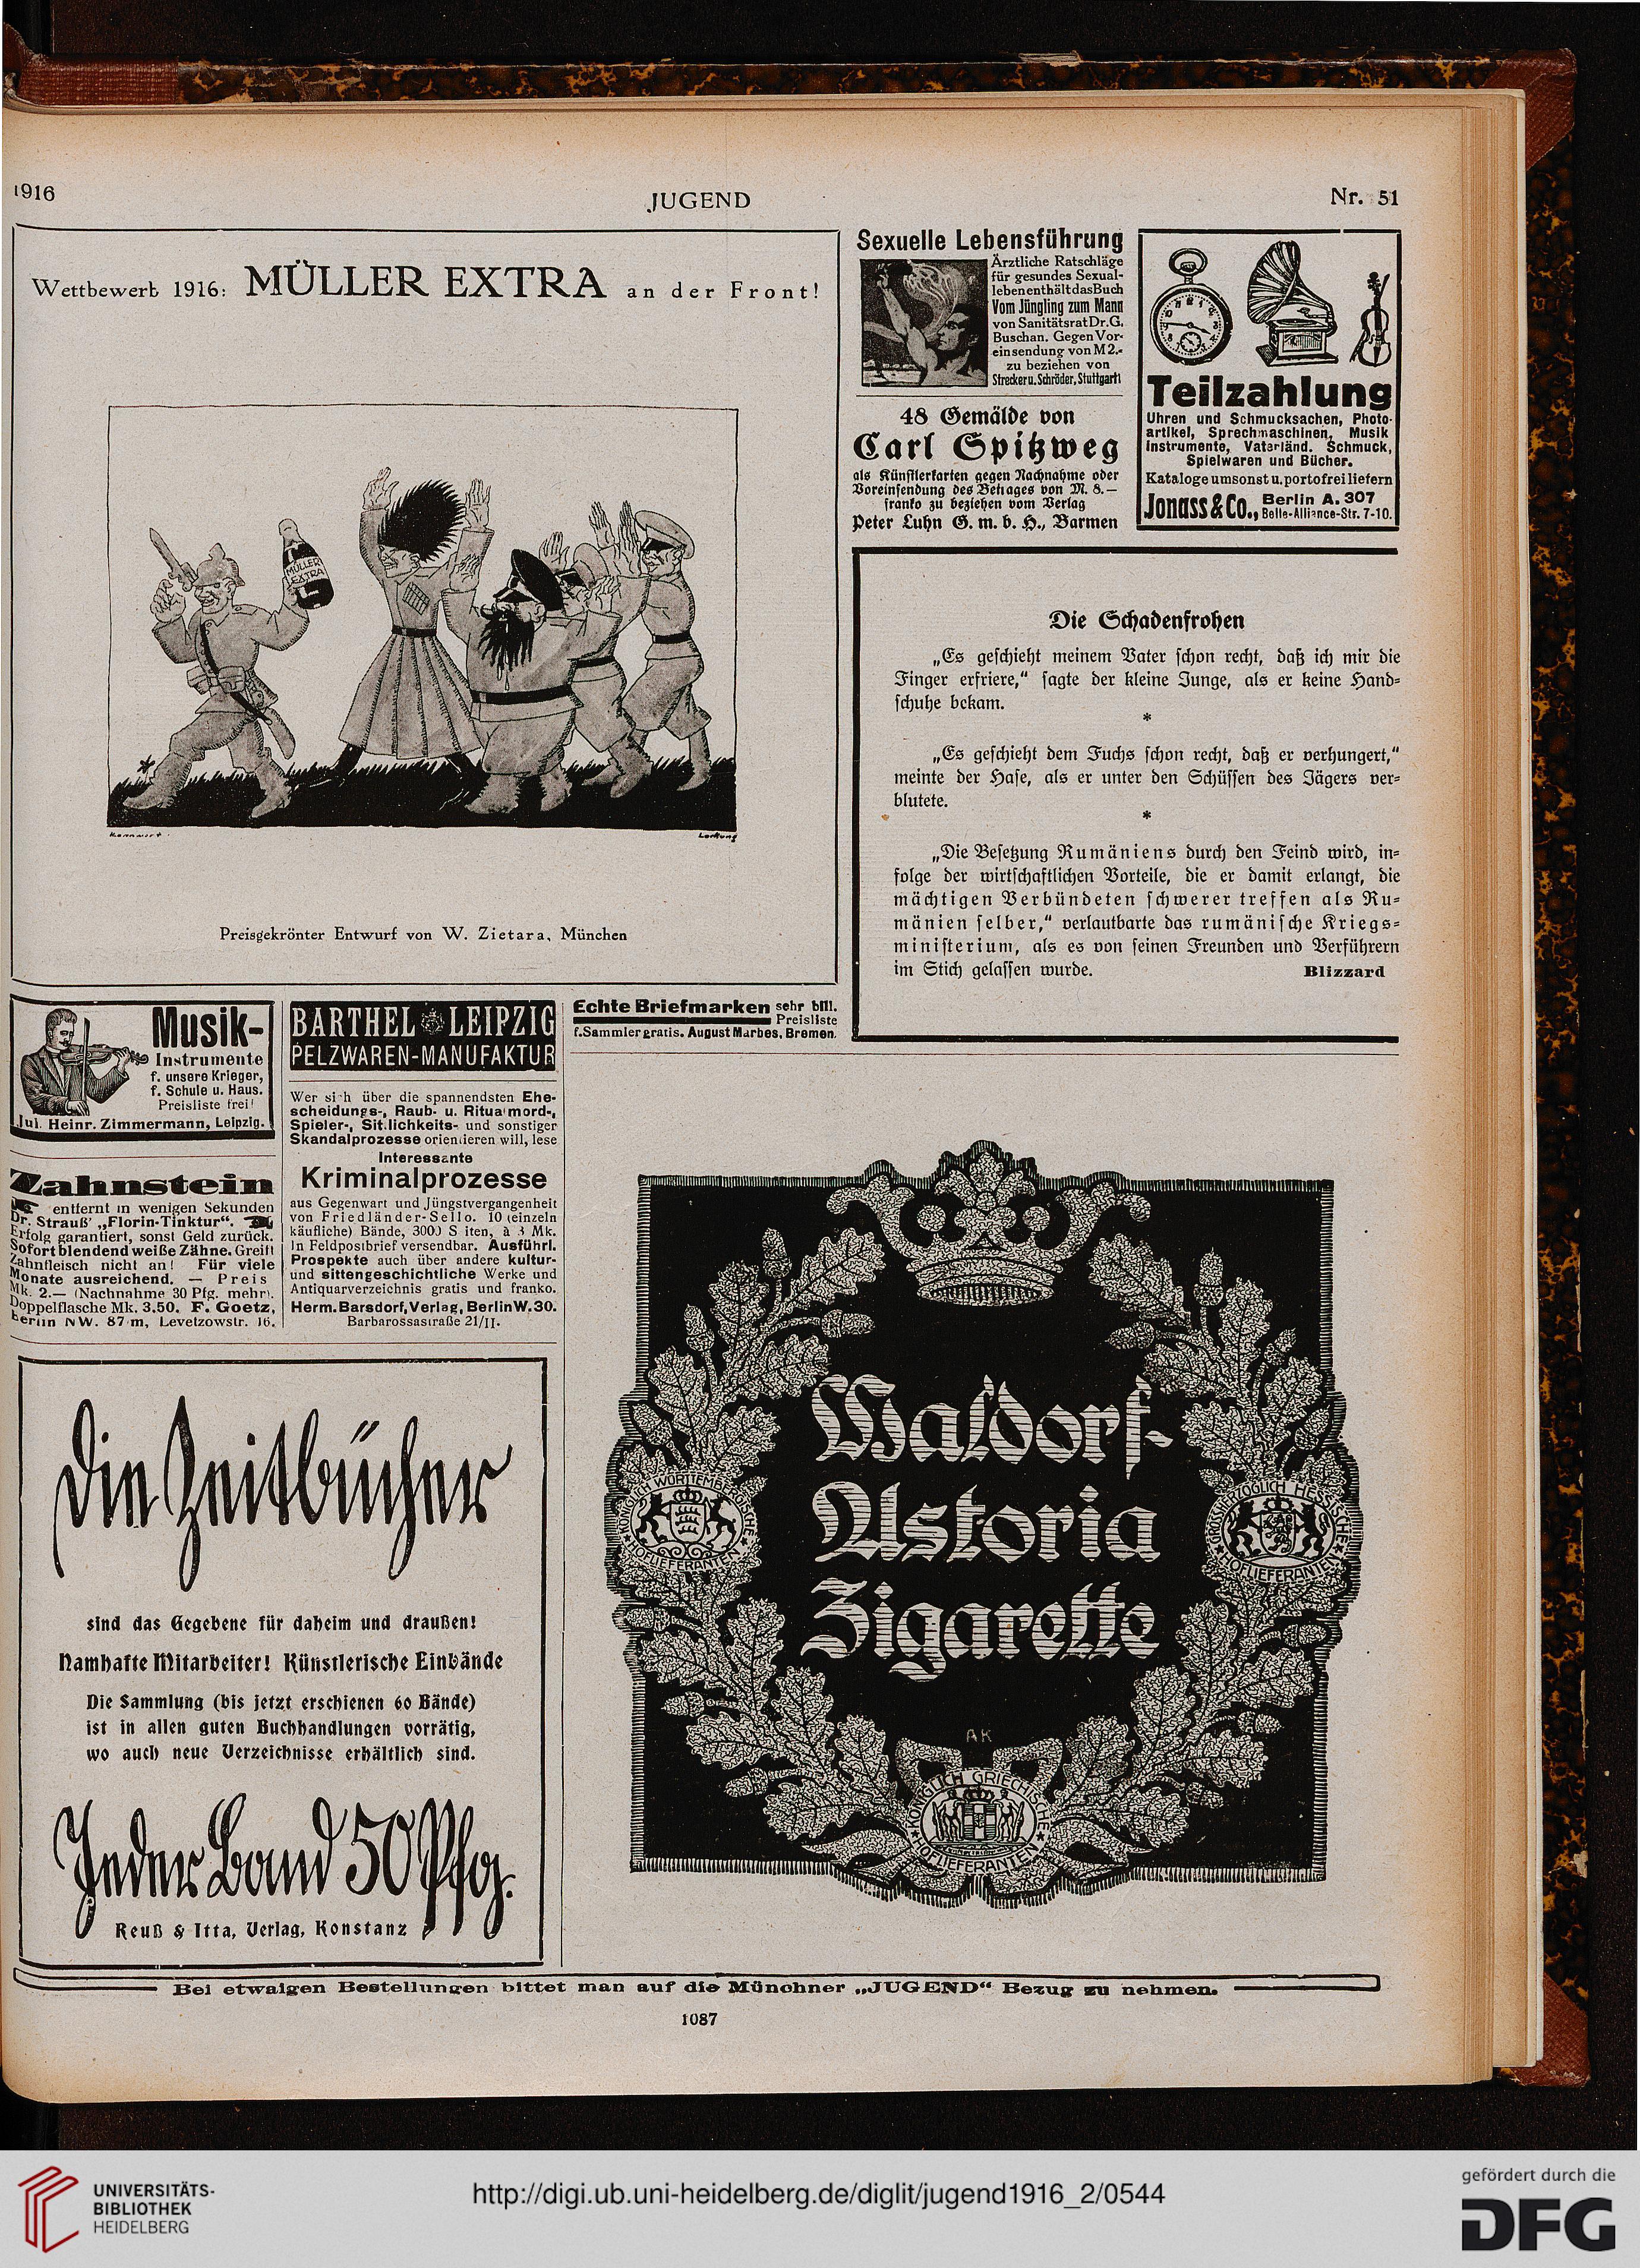 1916
JUGEND
Nr. 51
Wettbewerb 1916: MÜLLER EXTRA an der Front!
MÜLLER
EXTRA
Preisgekrönter Entwurf von W. Zietara, München
Sexuelle Lebensführung
Ärztliche Ratschläge
für gesundes Sexual-
leben enthält das Buch
Vom Jüngling zum Mann
von Sanitätsrat Dr. G.
Buschan. Gegen Vor-
einsendung von M 2.-
zu beziehen von
Strecker u. Schröder, Stuttgart 1
48 Gemälde von
Carl Spitzweg
als Künstlerkarten gegen Nachnahme oder
Voreinsendung des Betrages von M. 8.—
franko zu beziehen vom Verlag
Peter Luhn G. m. b. H., Barmen
Teilzahlung
Uhren und Schmucksachen, Photo-
artikel, Sprechmaschinen, Musik
Instrumente, Vaterländ. Schmuck,
Spielwaren und Bücher.
Kataloge umsonst u. portofrei liefern
Jonass & Co., Berlin A. 307
Belle-Alliance-Str. 7-10.
Die Schadenfrohen
„Es geschieht meinem Vater schon recht, daß ich mir die
Finger erfriere,“ sagte der kleine Junge, als er keine Hand-
schuhe bekam.
*
„Es geschieht dem Fuchs schon recht, daß er verhungert,“
meinte der Hase, als er unter den Schüssen des Jägers ver-
blutete.
*
„Die Besetzung Rumäniens durch den Feind wird, in-
folge der wirtschaftlichen Vorteile, die er damit erlangt, die
mächtigen Verbündeten schwerer treffen als Ru-
mänien selber,“ verlautbarte das rumänische Kriegs-
ministerium, als es von seinen Freunden und Verführern
im Stich gelassen wurde. Blizzard
Musik-
Instrumente
f. unsere Krieger,
f. Schule u. Haus.
Preisliste frei!
Jul. Heinr. Zimmermann, Leipzig.
Zahnstein
entfernt in wenigen Sekunden
Dr. Strauß' „Florin-Tinktur“.
Erfolg garantiert, sonst Geld zurück.
Sofort blendend weiße Zähne. Greift
Zahnfleisch nicht an! Für viele
Monate ausreichend. — Preis
Mk. 2.— (Nachnahme 30 Pfg. mehr).
Doppelflasche Mk. 3.50. F. Goetz,
Berlin NW. 87 m, Levetzowstr. 16.
BARTHEL LEIPZIG
PELZWAREN-MANUFAKTUR
Wer sich über die spannendsten Ehe-
scheidungs-, Raub- u. Ritualmord-,
Spieler-, Sittlichkeits- und sonstiger
Skandalprozesse orientieren will, lese
Interessante
Kriminalprozesse
aus Gegenwart und Jüngstvergangenheit
von Friedländer-Sello. 10 (einzeln
käufliche) Bände, 3000 Seiten, à 3 Mk.
In Feldpostbrief versendbar. Ausführl.
Prospekte auch über andere kultur-
und sittengeschichtliche Werke und
Antiquarverzeichnis gratis und franko.
Herm. Barsdorf, Verlag, Berlin W. 30.
Barbarossastraße 21/II.
Echte Briefmarken sehr bill.
Preisliste
f. Sammler gratis. August Marbes, Bremen.
Die Zeitbücher
sind das Gegebene für daheim und draußen!
Namhafte Mitarbeiter! Künstlerische Einbände
Die Sammlung (bis jetzt erschienen 60 Bände)
ist in allen guten Buchhandlungen vorrätig,
wo auch neue Verzeichnisse erhältlich sind.
Jeder Band 50 Pfg.
Reuß & Itta, Verlag, Konstanz
Waldorf-
Astoria
Zigarette
KÖNIGLICH WÜRTTEMBERGISCHE
HOFLIEFERANTEN
GROSSHERZOGLICH HESSISCHE
HOFLIEFERANTEN
AK
KÖNIGLICH GRIECHISCHE
HOFLIEFERANTEN
Bei etwaigen Bestellungen bittet man auf die Münchner „JUGEND“ Bezug zu nehmen.
1087
UNIVERSITÄTS-
BIBLIOTHEK
HEIDELBERG
http://digi.ub.uni-heidelberg.de/diglit/jugend1916_2/0544
gefördert durch die
DFG